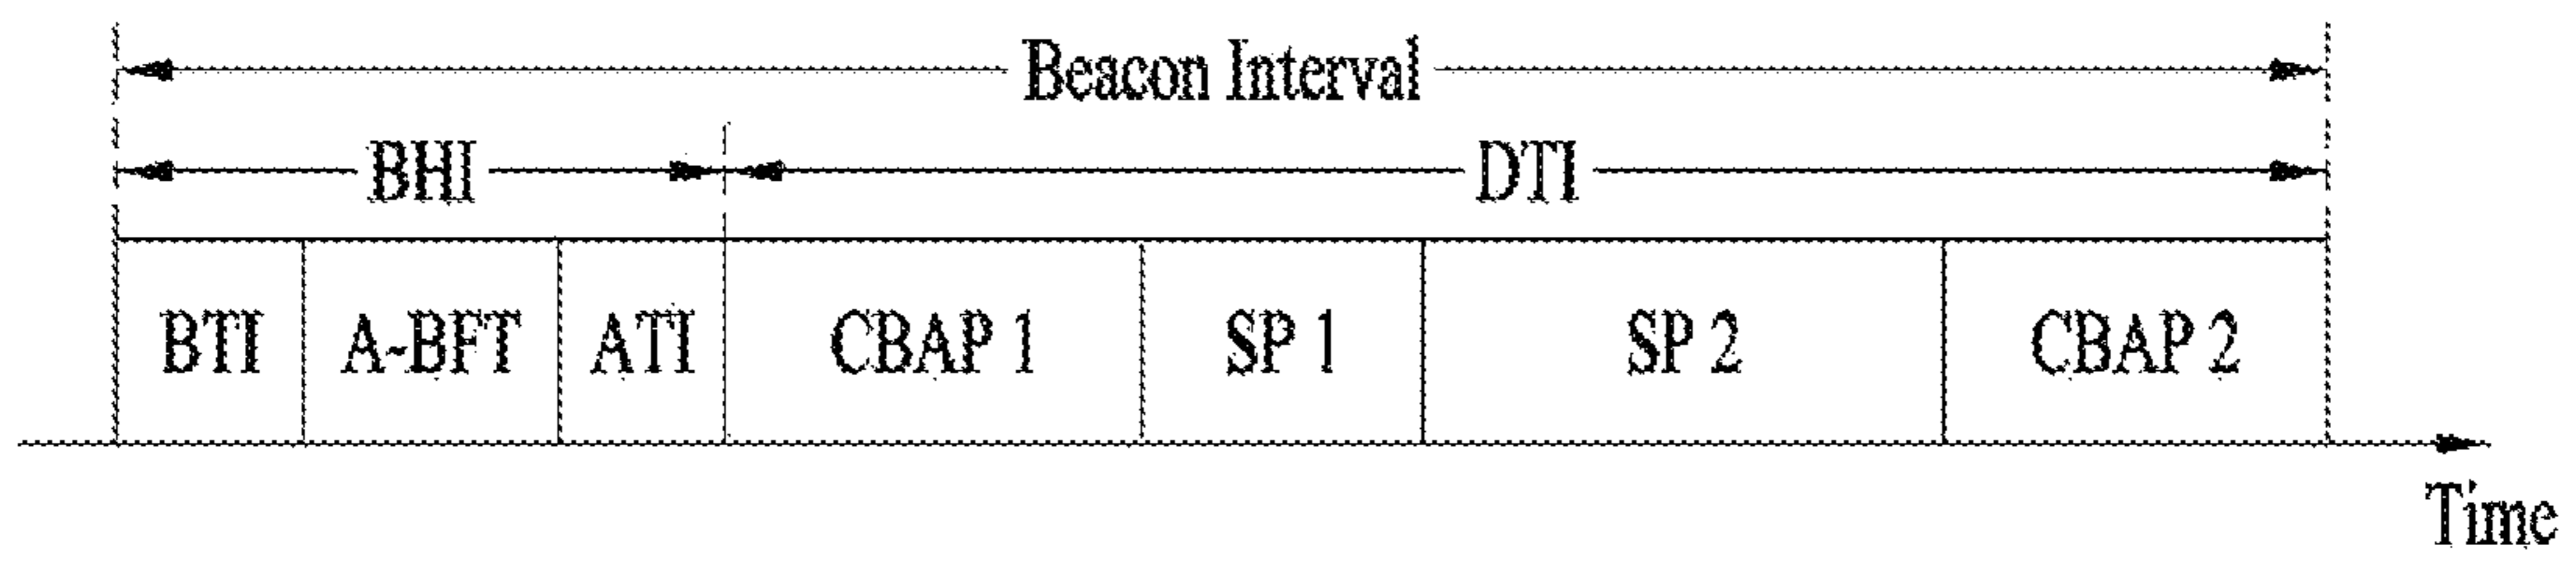 Beacon Interval
BHI DTI
BTI A-BFT ATI CBAP 1 SP 1 SP 2 CBAP 2
Time